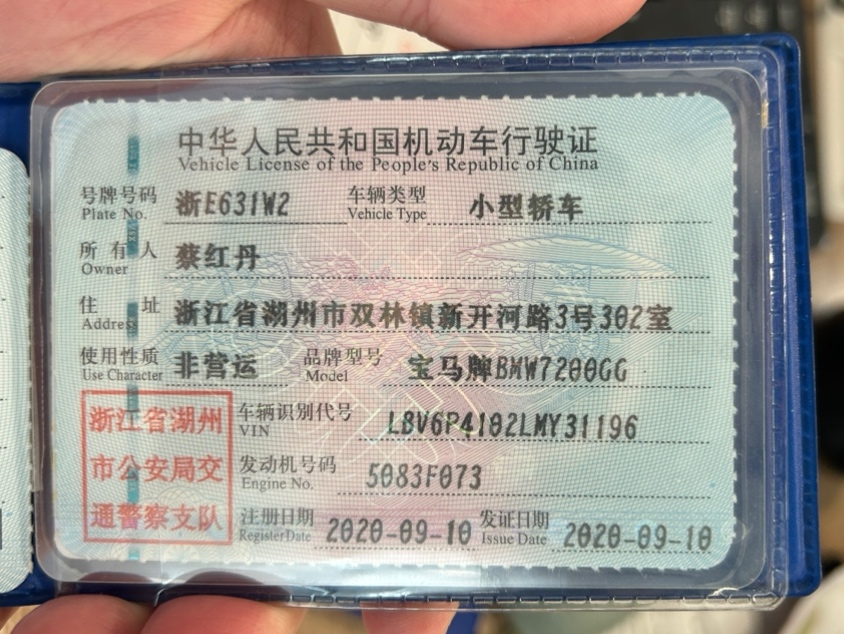 中华人民共和国机动车行驶证
Vehicle License of the People's Republic of China
号牌号码 浙E631W2 车辆类型 小型轿车
Plate No. Vehicle Type
所有人 蔡红丹
Owner
住址 浙江省湖州市双林镇新开河路3号302室
Address
使用性质 非营运 品牌型号 宝马牌BMW7200GG
Use Character Model
浙江省湖州
市公安局交
通警察支队
车辆识别代号 LBV6P4102LMY31196
VIN
发动机号码 5083F073
Engine No.
注册日期 2020-09-10 发证日期 2020-09-10
Register Date Issue Date